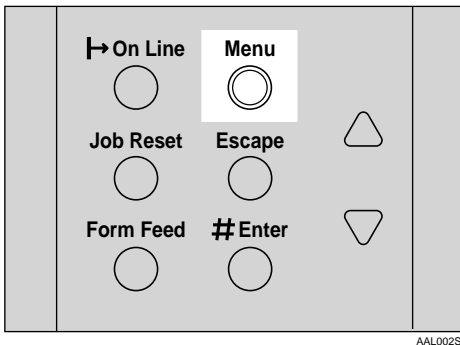 On Line Menu
Job Reset Escape
Form Feed # Enter
AAL002S